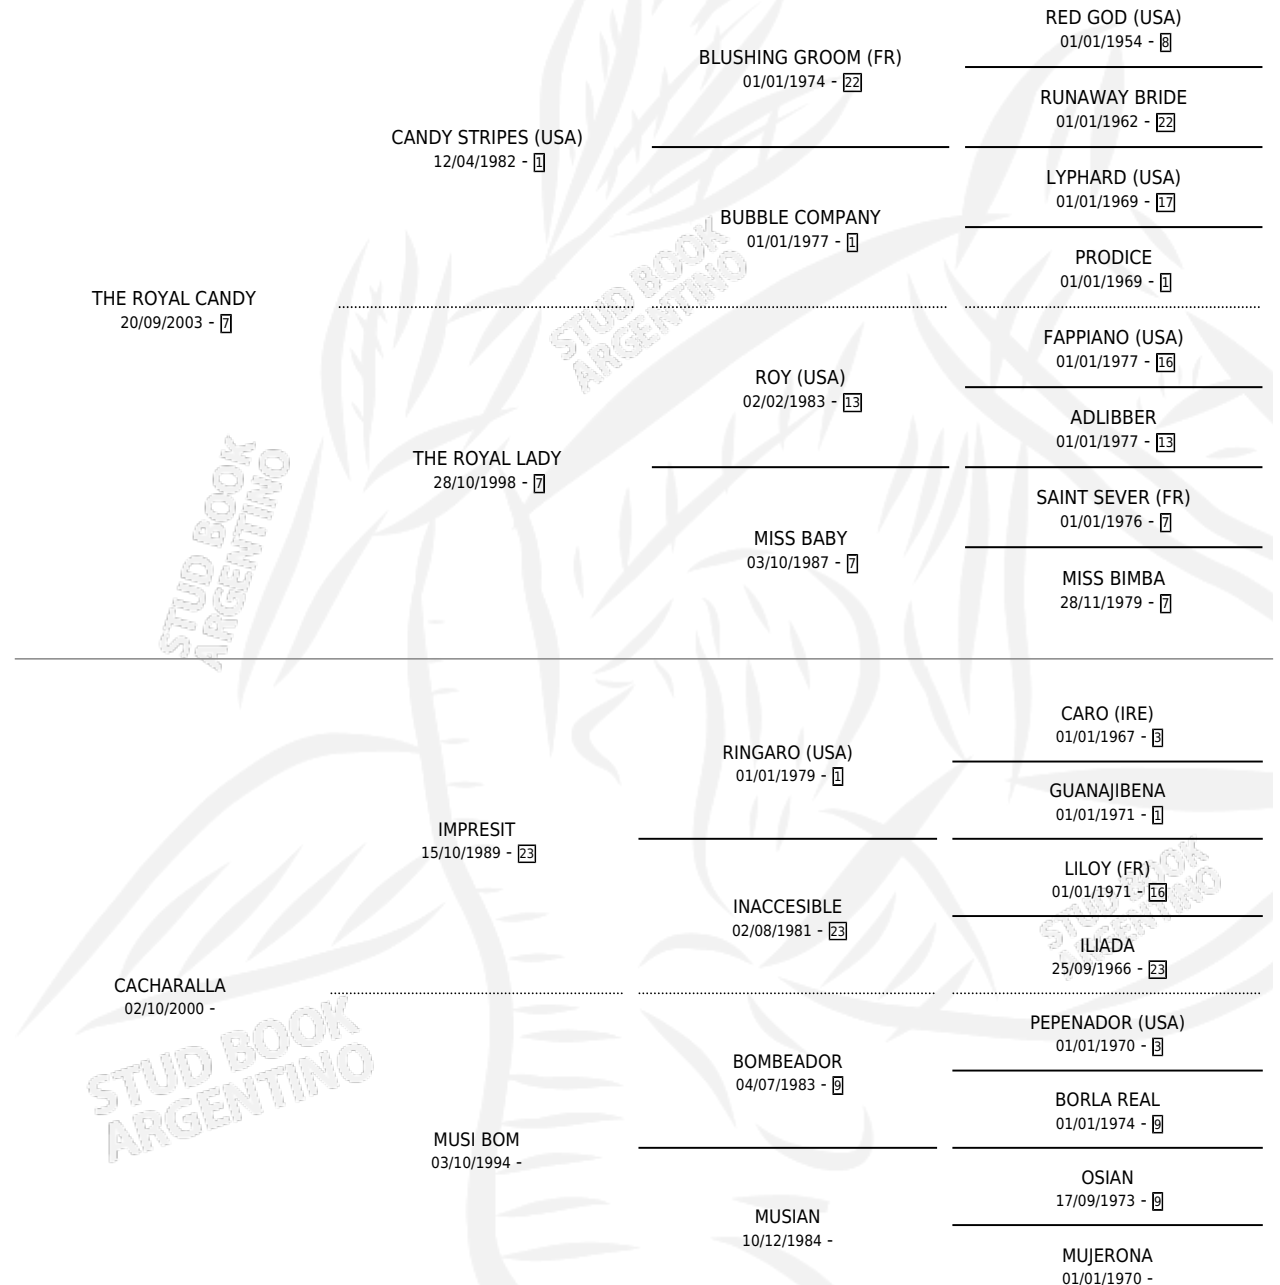 RED GOD (USA)
01/01/1954 - 8
BLUSHING GROOM (FR)
01/01/1974 - 22
RUNAWAY BRIDE
01/01/1962 - 22
CANDY STRIPES (USA)
12/04/1982 - 1
LYPHARD (USA)
01/01/1969 - 17
BUBBLE COMPANY
01/01/1977 - 1
PRODICE
01/01/1969 - 1
THE ROYAL CANDY
20/09/2003 - 7
FAPPIANO (USA)
01/01/1977 - 16
ROY (USA)
02/02/1983 - 13
ADLIBBER
01/01/1977 - 13
THE ROYAL LADY
28/10/1998 - 7
SAINT SEVER (FR)
01/01/1976 - 7
MISS BABY
03/10/1987 - 7
MISS BIMBA
28/11/1979 - 7
CARO (IRE)
01/01/1967 - 3
RINGARO (USA)
01/01/1979 - 1
GUANAJIBENA
01/01/1971 - 1
IMPRESIT
15/10/1989 - 23
LILOY (FR)
01/01/1971 - 16
INACCESIBLE
02/08/1981 - 23
ILIADA
25/09/1966 - 23
CACHARALLA
02/10/2000 -
PEPENADOR (USA)
01/01/1970 - 3
BOMBEADOR
04/07/1983 - 9
BORLA REAL
01/01/1974 - 9
MUSI BOM
03/10/1994 -
OSIAN
17/09/1973 - 9
MUSIAN
10/12/1984 -
MUJERONA
01/01/1970 -
STUD BOOK
ARGENTINO
STUD BOOK
ARGENTINO
STUD BOOK
ARGENTINO
STUD BOOK
ARGENTINO